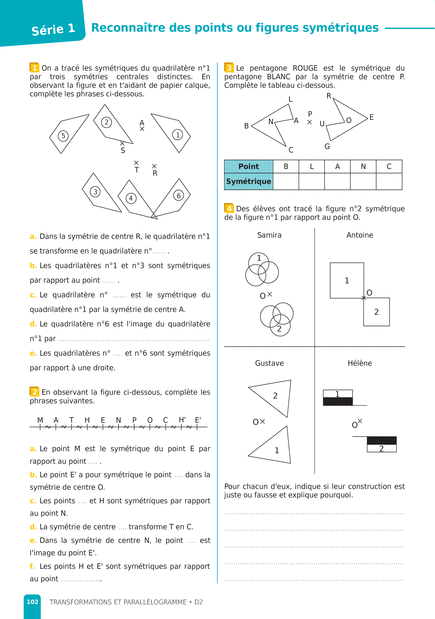 Série 1
Reconnaître des points ou figures symétriques
1 On a tracé les symétriques du quadrilatère n°1
par trois symétries centrales distinctes. En
observant la figure et en t'aidant de papier calque,
complète les phrases ci-dessous.
5
2
A
1
S
T
R
3
4
6
a. Dans la symétrie de centre R, le quadrilatère n°1
se transforme en le quadrilatère n°...... .
b. Les quadrilatères n°1 et n°3 sont symétriques
par rapport au point ...... .
c. Le quadrilatère n° ...... est le symétrique du
quadrilatère n°1 par la symétrie de centre A.
d. Le quadrilatère n°6 est l'image du quadrilatère
n°1 par ......................................................
e. Les quadrilatères n° .... et n°6 sont symétriques
par rapport à une droite.
2 En observant la figure ci-dessous, complète les
phrases suivantes.
M A T H E N P O C H' E'
a. Le point M est le symétrique du point E par
rapport au point .... .
b. Le point E' a pour symétrique le point .... dans la
symétrie de centre O.
c. Les points .... et H sont symétriques par rapport
au point N.
d. La symétrie de centre .... transforme T en C.
e. Dans la symétrie de centre N, le point .... est
l'image du point E'.
f. Les points H et E' sont symétriques par rapport
au point ................
3 Le pentagone ROUGE est le symétrique du
pentagone BLANC par la symétrie de centre P.
Complète le tableau ci-dessous.
L
R
P
B
N
A
U
O
E
C
G
Point B L A N C
Symétrique
4 Des élèves ont tracé la figure n°2 symétrique
de la figure n°1 par rapport au point O.
Samira
Antoine
1
O
2
1
O
2
Gustave
Hélène
2
O
1
1
O
2
Pour chacun d'eux, indique si leur construction est
juste ou fausse et explique pourquoi.
................................................................
................................................................
................................................................
................................................................
................................................................
102 TRANSFORMATIONS ET PARALLÉLOGRAMME • D2